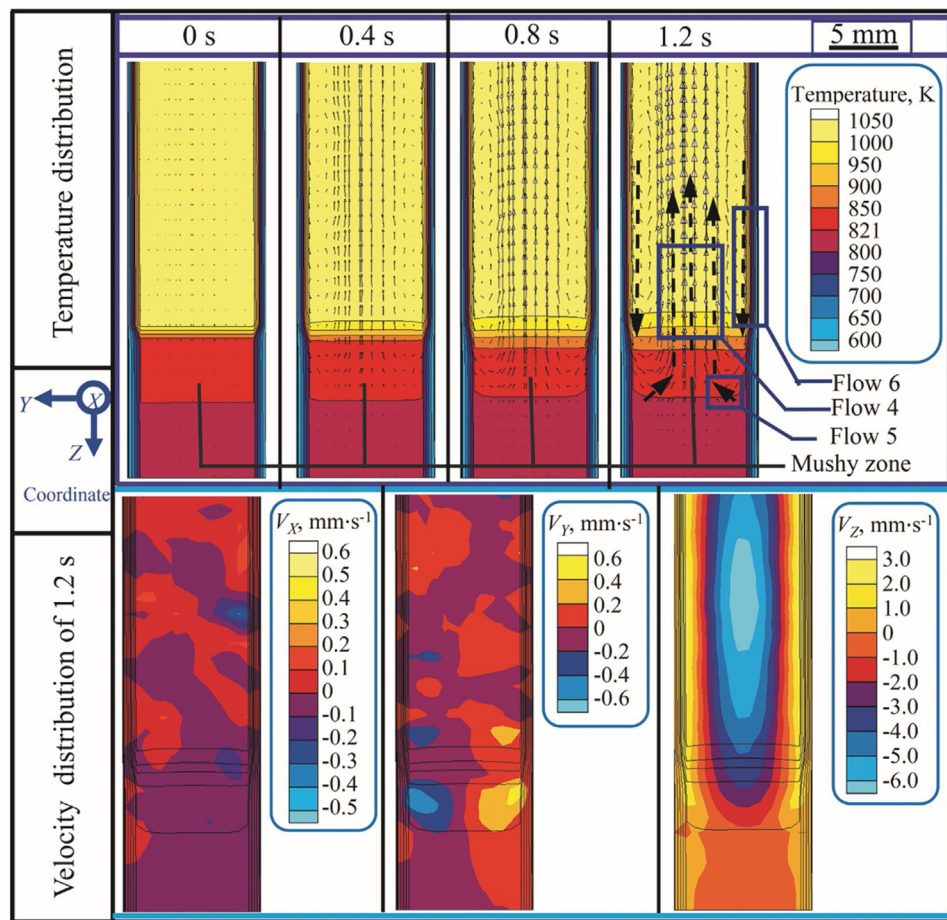 0 s 0.4 s 0.8 s 1.2 s 5 mm
Temperature distribution
Temperature, K
1050
1000
950
900
850
821
800
750
700
650
600
Flow 6
Flow 4
Flow 5
Mushy zone
Y X
Z
Coordinate
Velocity distribution of 1.2 s
V_X, mm·s⁻¹
0.6
0.5
0.4
0.3
0.2
0.1
0
-0.1
-0.2
-0.3
-0.4
-0.5
V_Y, mm·s⁻¹
0.6
0.4
0.2
0
-0.2
-0.4
-0.6
V_Z, mm·s⁻¹
3.0
2.0
1.0
0
-1.0
-2.0
-3.0
-4.0
-5.0
-6.0